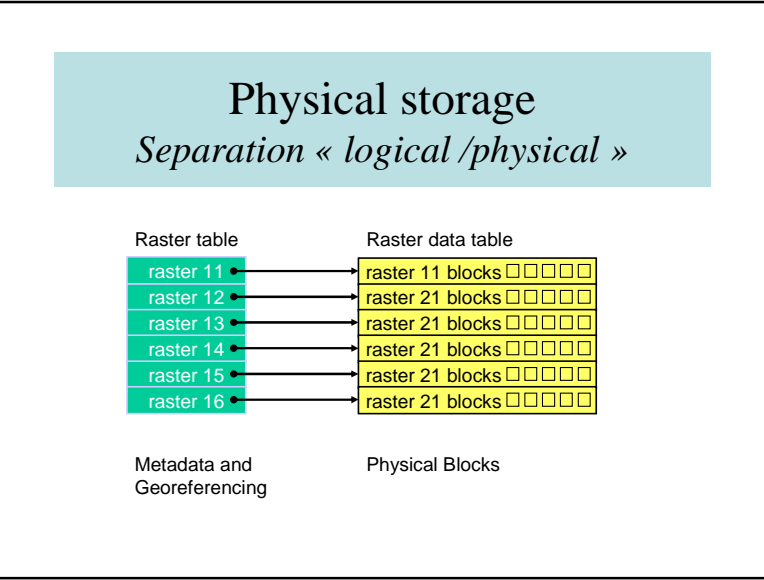 Physical storage
Separation « logical /physical »
Raster table
Raster data table
raster 11
raster 11 blocks
raster 12
raster 21 blocks
raster 13
raster 21 blocks
raster 14
raster 21 blocks
raster 15
raster 21 blocks
raster 16
raster 21 blocks
Metadata and
Georeferencing
Physical Blocks